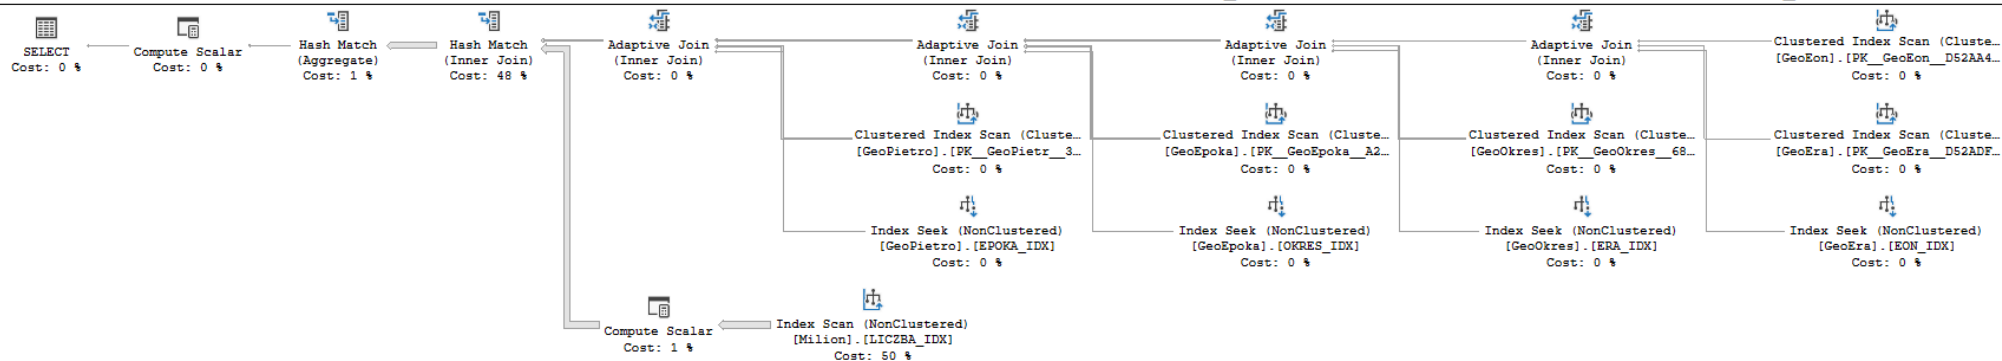 SELECT
Cost: 0 %
Compute Scalar
Cost: 0 %
Hash Match
(Aggregate)
Cost: 1 %
Hash Match
(Inner Join)
Cost: 48 %
Adaptive Join
(Inner Join)
Cost: 0 %
Adaptive Join
(Inner Join)
Cost: 0 %
Adaptive Join
(Inner Join)
Cost: 0 %
Adaptive Join
(Inner Join)
Cost: 0 %
Clustered Index Scan (Cluste…
[GeoEon].[PK__GeoEon__D52AA4…
Cost: 0 %
Clustered Index Scan (Cluste…
[GeoPietro].[PK__GeoPietr__3…
Cost: 0 %
Clustered Index Scan (Cluste…
[GeoEpoka].[PK__GeoEpoka__A2…
Cost: 0 %
Clustered Index Scan (Cluste…
[GeoOkres].[PK__GeoOkres__68…
Cost: 0 %
Clustered Index Scan (Cluste…
[GeoEra].[PK__GeoEra__D52ADF…
Cost: 0 %
Index Seek (NonClustered)
[GeoPietro].[EPOKA_IDX]
Cost: 0 %
Index Seek (NonClustered)
[GeoEpoka].[OKRES_IDX]
Cost: 0 %
Index Seek (NonClustered)
[GeoOkres].[ERA_IDX]
Cost: 0 %
Index Seek (NonClustered)
[GeoEra].[EON_IDX]
Cost: 0 %
Compute Scalar
Cost: 1 %
Index Scan (NonClustered)
[Milion].[LICZBA_IDX]
Cost: 50 %